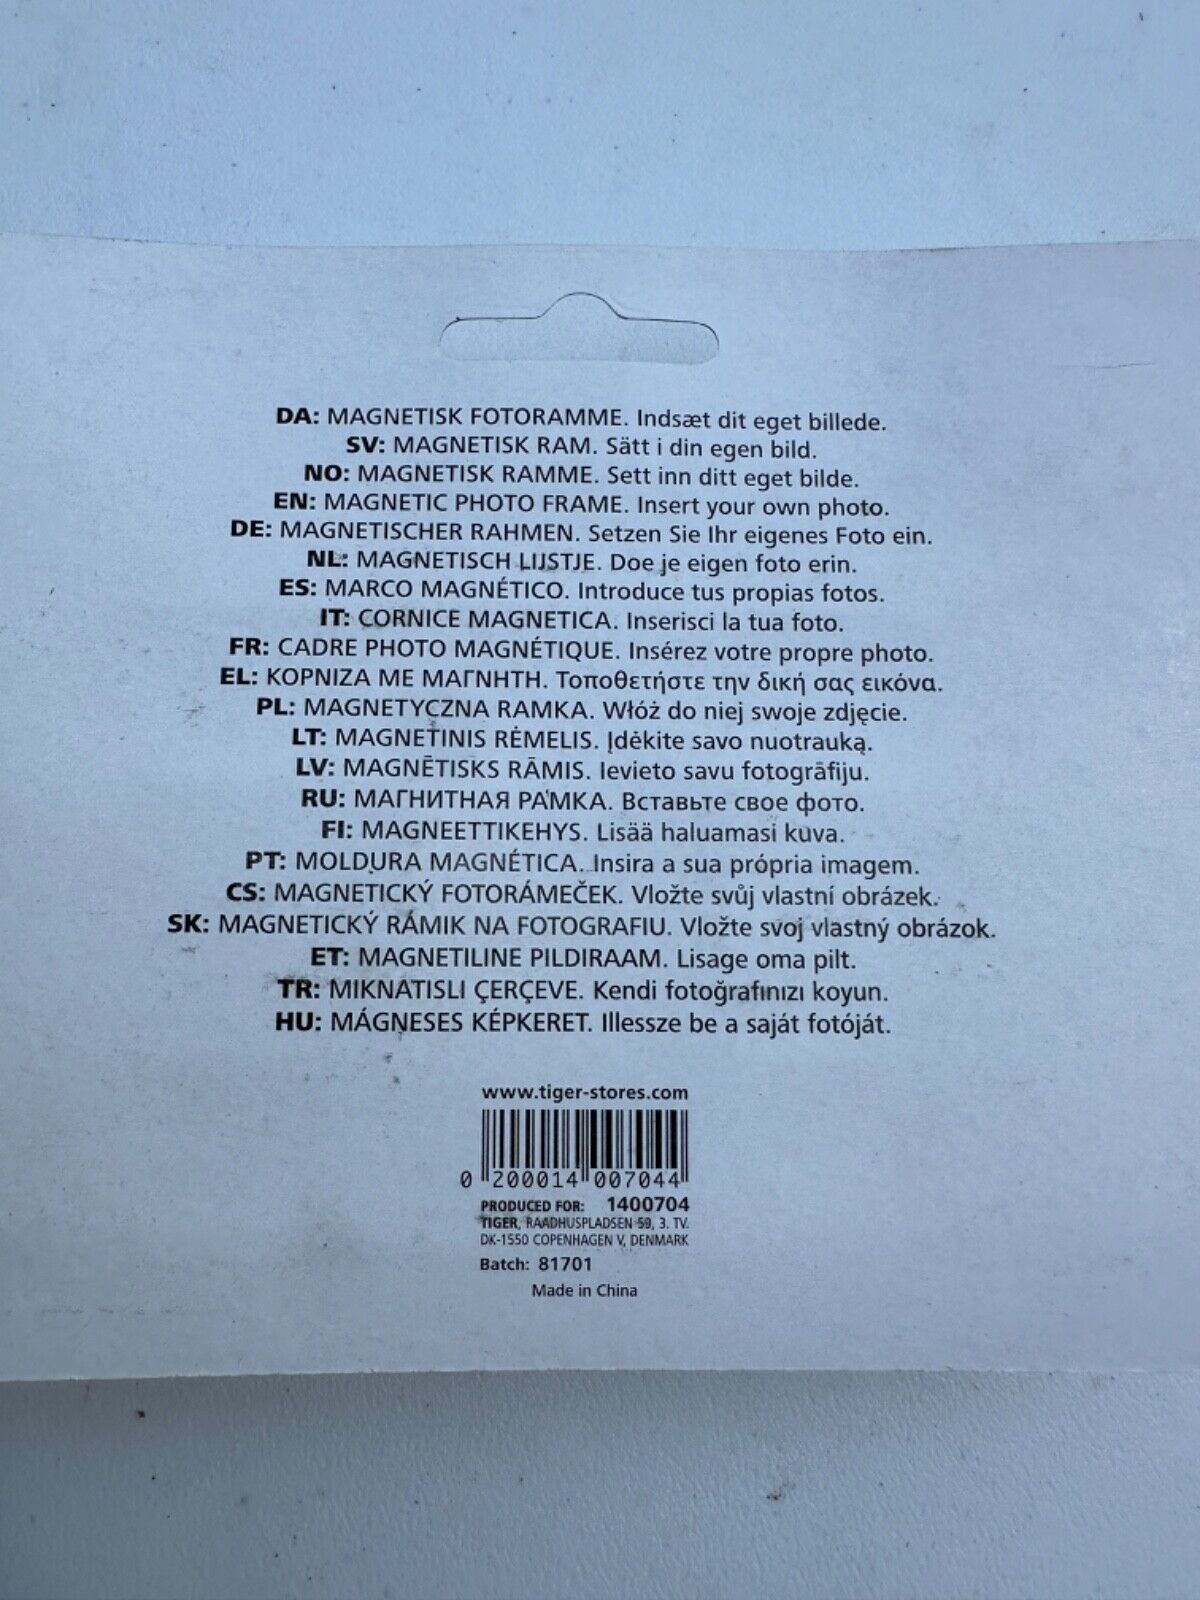 DA: MAGNETISK FOTORAMME. Indsæt dit eget billede.
SV: MAGNETISK RAM. Sätt i din egen bild.
NO: MAGNETISK RAMME. Sett inn ditt eget bilde.
EN: MAGNETIC PHOTO FRAME. Insert your own photo.
DE: MAGNETISCHER RAHMEN. Setzen Sie Ihr eigenes Foto ein.
NL: MAGNETISCH LIJSTJE. Doe je eigen foto erin.
ES: MARCO MAGNÉTICO. Introduce tus propias fotos.
IT: CORNICE MAGNETICA. Inserisci la tua foto.
FR: CADRE PHOTO MAGNÉTIQUE. Insérez votre propre photo.
EL: ΚΟΡΝΙΖΑ ΜΕ ΜΑΓΝΗΤΗ. Τοποθετήστε την δική σας εικόνα.
PL: MAGNETYCZNA RAMKA. Włóż do niej swoje zdjęcie.
LT: MAGNETINIS RĖMELIS. Įdėkite savo nuotrauką.
LV: MAGNĒTISKS RĀMIS. Ievieto savu fotogrāfiju.
RU: МАГНИТНАЯ РАМКА. Вставьте свое фото.
FI: MAGNEETTIKEHYS. Lisää haluamasi kuva.
PT: MOLDURA MAGNÉTICA. Insira a sua própria imagem.
CS: MAGNETICKÝ FOTORÁMEČEK. Vložte svůj vlastní obrázek.
SK: MAGNETICKÝ RÁMIK NA FOTOGRAFIU. Vložte svoj vlastný obrázok.
ET: MAGNETILINE PILDIRAAM. Lisage oma pilt.
TR: MIKNATISLI ÇERÇEVE. Kendi fotoğrafınızı koyun.
HU: MÁGNESES KÉPKERET. Illessze be a saját fotóját.
www.tiger-stores.com
0 200014 007044
PRODUCED FOR: 1400704
TIGER, RAADHUSPLADSEN 59, 3. TV.
DK-1550 COPENHAGEN V, DENMARK
Batch: 81701
Made in China